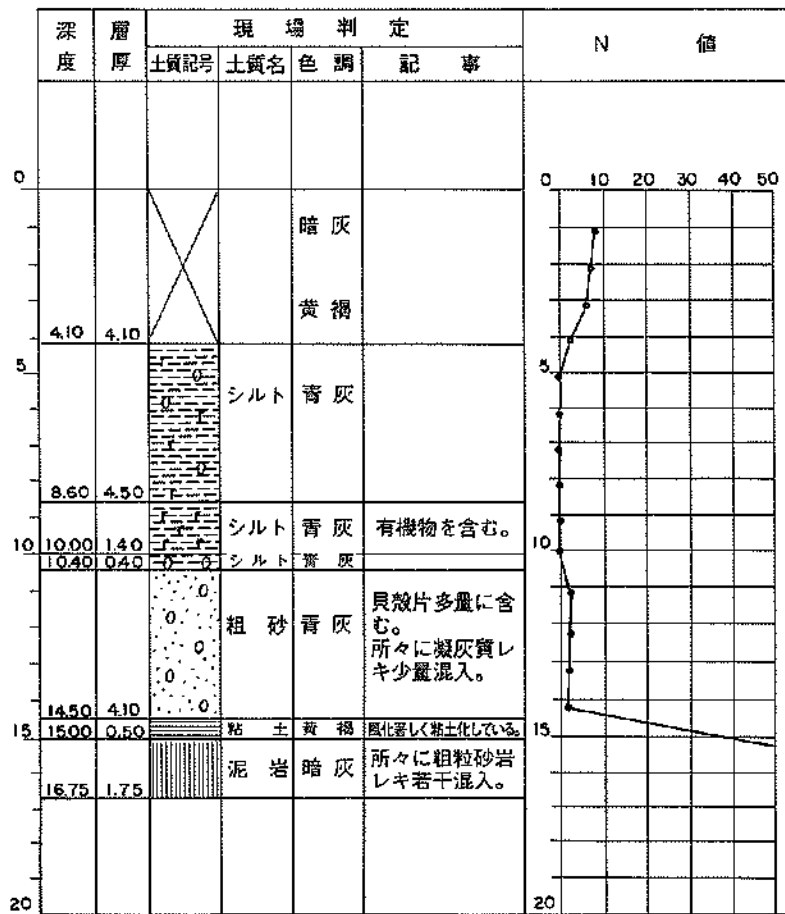 深度
層厚
現場判定
N 値
土質記号
土質名
色調
記事
0
0 10 20 30 40 50
暗灰
黄褐
4.10 4.10
5
シルト 青灰
5
8.60 4.50
シルト 青灰 有機物を含む。
10 10.00 1.40
10
10.40 0.40 シルト 青灰
粗砂 青灰
貝殻片多量に含
む。
所々に凝灰質レ
キ少量混入。
14.50 4.10
15 15.00 0.50 粘土 黄褐 風化著しく粘土化している。
15
泥岩 暗灰
所々に粗粒砂岩
レキ若干混入。
16.75 1.75
20
20